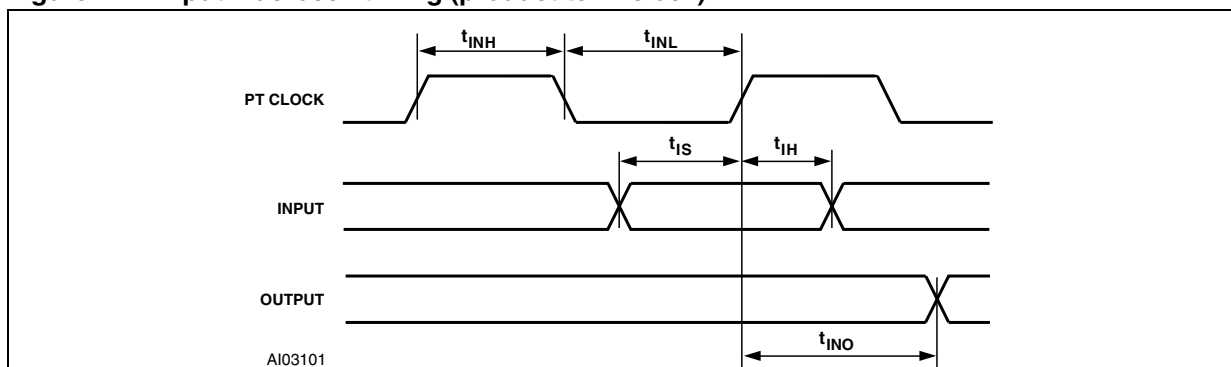 tINH
tINL
PT CLOCK
tIS
tIH
INPUT
OUTPUT
tINO
AI03101